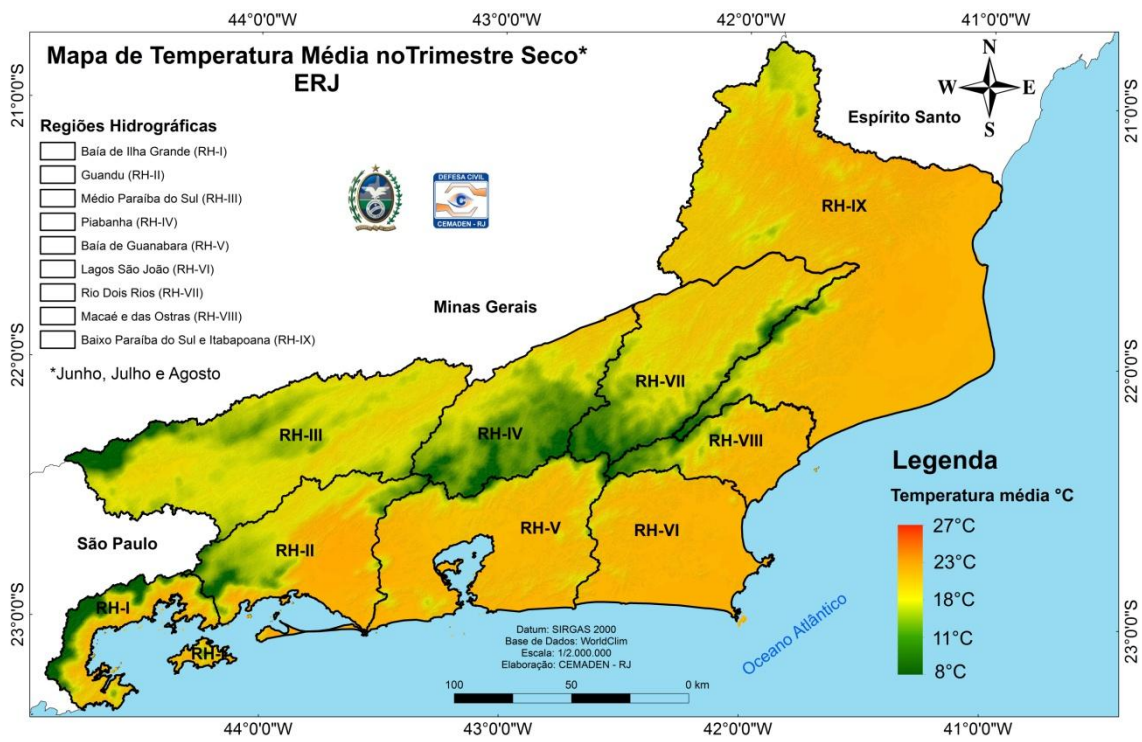 44°0'0"W
43°0'0"W
42°0'0"W
41°0'0"W
Mapa de Temperatura Média noTrimestre Seco*
ERJ
N
W
E
S
21°0'0"S
21°0'0"S
Regiões Hidrográficas
Baía de Ilha Grande (RH-I)
Guandu (RH-II)
Médio Paraíba do Sul (RH-III)
Piabanha (RH-IV)
Baía de Guanabara (RH-V)
Lagos São João (RH-VI)
Rio Dois Rios (RH-VII)
Macaé e das Ostras (RH-VIII)
Baixo Paraíba do Sul e Itabapoana (RH-IX)
*Junho, Julho e Agosto
DEFESA CIVIL
C
CEMADEN - RJ
Espírito Santo
RH-IX
Minas Gerais
22°0'0"S
22°0'0"S
RH-VII
RH-III
RH-IV
RH-VIII
São Paulo
RH-II
RH-V
RH-VI
RH-I
RH-I
23°0'0"S
23°0'0"S
Legenda
Temperatura média °C
27°C
23°C
18°C
11°C
8°C
Oceano Atlântico
Datum: SIRGAS 2000
Base de Dados: WorldClim
Escala: 1/2.000.000
Elaboração: CEMADEN - RJ
100
50
0 km
44°0'0"W
43°0'0"W
42°0'0"W
41°0'0"W